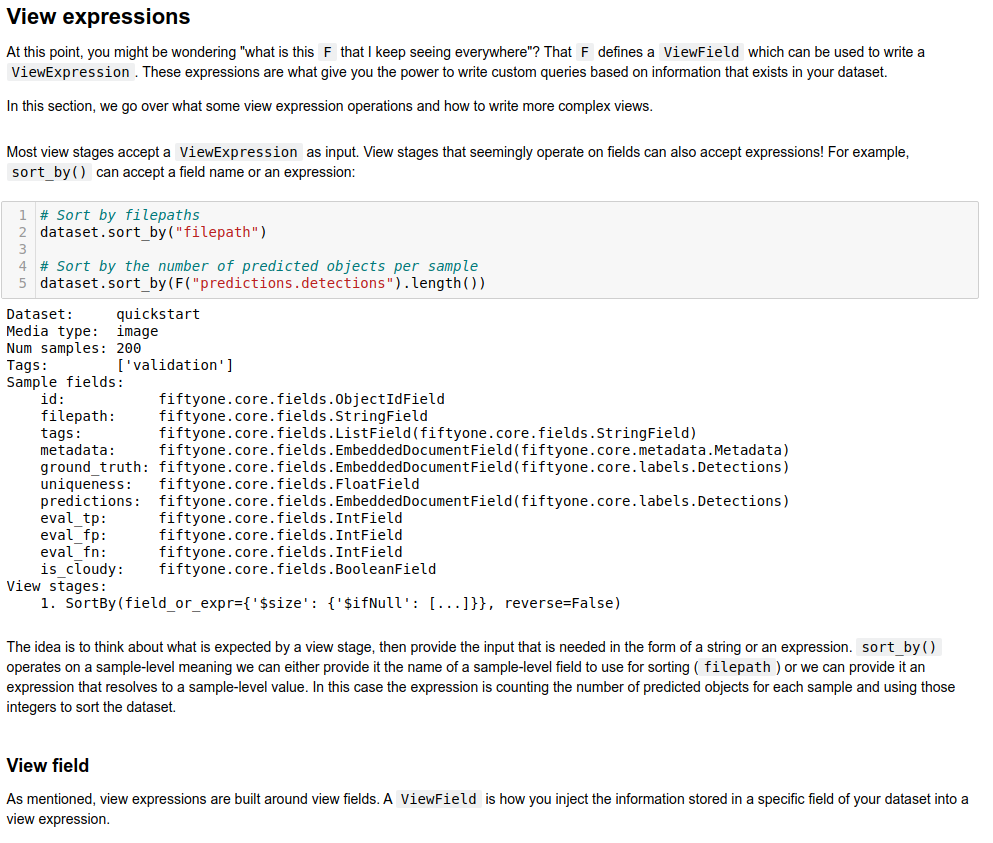 View expressions
At this point, you might be wondering "what is this F that I keep seeing everywhere"? That F defines a ViewField which can be used to write a
ViewExpression . These expressions are what give you the power to write custom queries based on information that exists in your dataset.
In this section, we go over what some view expression operations and how to write more complex views.
Most view stages accept a ViewExpression as input. View stages that seemingly operate on fields can also accept expressions! For example,
sort_by() can accept a field name or an expression:
1 # Sort by filepaths
2 dataset.sort_by("filepath")
3
4 # Sort by the number of predicted objects per sample
5 dataset.sort_by(F("predictions.detections").length())
Dataset:     quickstart
Media type:  image
Num samples: 200
Tags:        ['validation']
Sample fields:
    id:           fiftyone.core.fields.ObjectIdField
    filepath:     fiftyone.core.fields.StringField
    tags:         fiftyone.core.fields.ListField(fiftyone.core.fields.StringField)
    metadata:     fiftyone.core.fields.EmbeddedDocumentField(fiftyone.core.metadata.Metadata)
    ground_truth: fiftyone.core.fields.EmbeddedDocumentField(fiftyone.core.labels.Detections)
    uniqueness:   fiftyone.core.fields.FloatField
    predictions:  fiftyone.core.fields.EmbeddedDocumentField(fiftyone.core.labels.Detections)
    eval_tp:      fiftyone.core.fields.IntField
    eval_fp:      fiftyone.core.fields.IntField
    eval_fn:      fiftyone.core.fields.IntField
    is_cloudy:    fiftyone.core.fields.BooleanField
View stages:
    1. SortBy(field_or_expr={'$size': {'$ifNull': [...]}}, reverse=False)
The idea is to think about what is expected by a view stage, then provide the input that is needed in the form of a string or an expression. sort_by()
operates on a sample-level meaning we can either provide it the name of a sample-level field to use for sorting ( filepath ) or we can provide it an
expression that resolves to a sample-level value. In this case the expression is counting the number of predicted objects for each sample and using those
integers to sort the dataset.
View field
As mentioned, view expressions are built around view fields. A ViewField is how you inject the information stored in a specific field of your dataset into a
view expression.